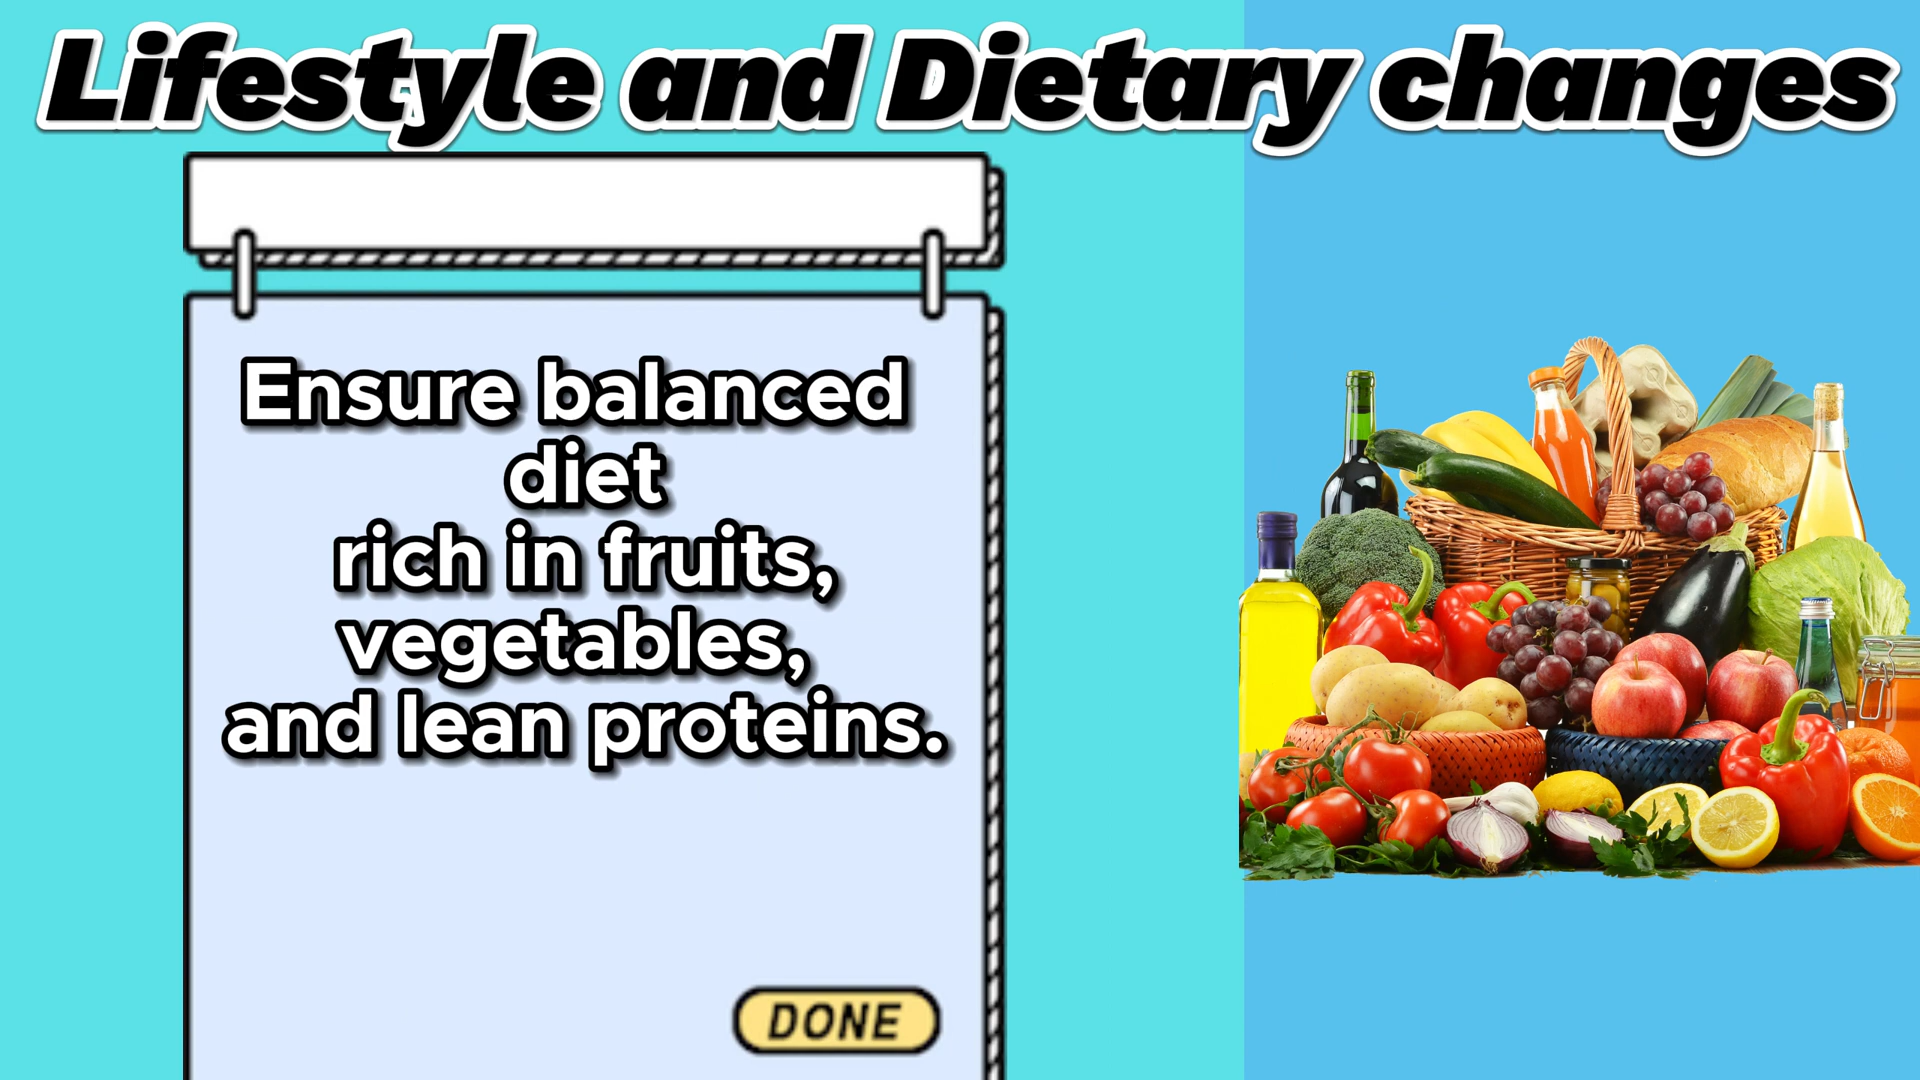 Lifestyle and Dietary changes
Ensure balanced
diet
rich in fruits,
vegetables,
and lean proteins.
DONE